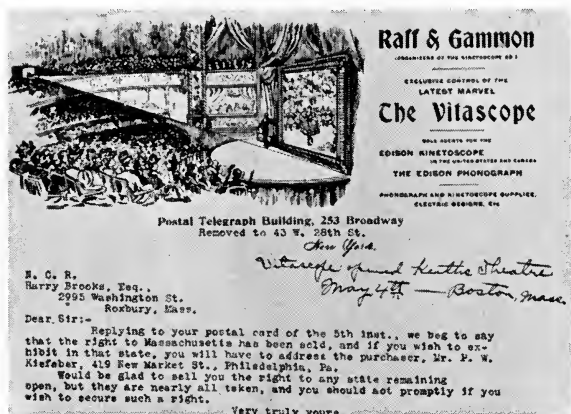 Raff & Gammon
(ORGANIZERS OF THE KINETOSCOPE CO.)
EXCLUSIVE CONTROL OF THE
LATEST MARVEL
The Vitascope
SOLE AGENTS FOR THE
EDISON KINETOSCOPE
IN THE UNITED STATES AND CANADA
THE EDISON PHONOGRAPH
PHONOGRAPH AND KINETOSCOPE SUPPLIES,
ELECTRIC DESIGNS, Etc
Postal Telegraph Building, 253 Broadway
Removed to 43 W. 28th St.
New York.
Vitascope opened Keiths Theatre
May 4th — Boston, Mass.
N. C. R.
Harry Brooks, Esq.,
2995 Washington St.
Roxbury, Mass.
Dear Sir:-
Replying to your postal card of the 5th inst., we beg to say
that the right to Massachusetts has been sold, and if you wish to ex-
hibit in that state, you will have to address the purchaser, Mr. P. W.
Kiefaber, 419 New Market St., Philadelphia, Pa.
Would be glad to sell you the right to any state remaining
open, but they are nearly all taken, and you should act promptly if you
wish to secure such a right.
Very truly yours